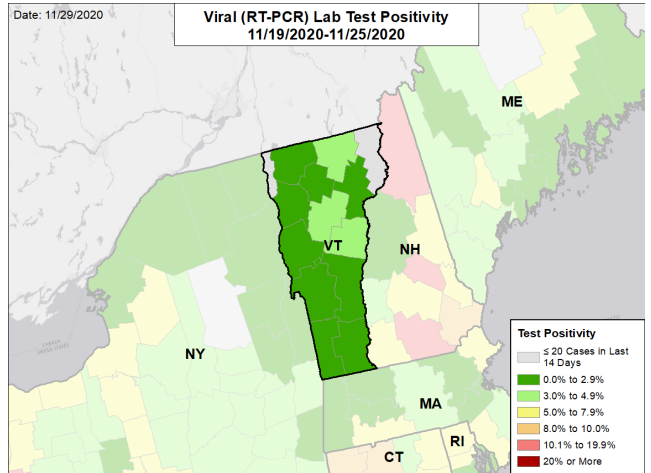 Date: 11/29/2020
Viral (RT-PCR) Lab Test Positivity
11/19/2020-11/25/2020
ME
VT
NH
NY
MA
CT
RI
CANADA
UNITED STATES
Test Positivity
≤ 20 Cases in Last
14 Days
0.0% to 2.9%
3.0% to 4.9%
5.0% to 7.9%
8.0% to 10.0%
10.1% to 19.9%
20% or More